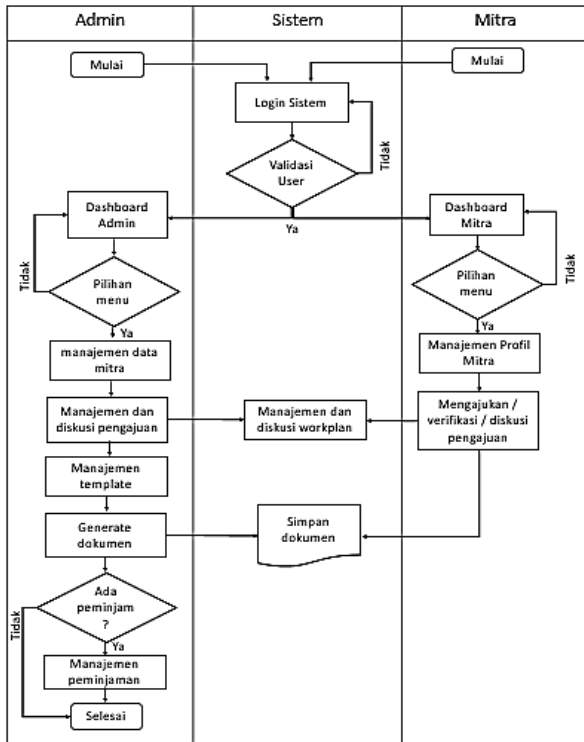 Admin
Sistem
Mitra
Mulai
Mulai
Login Sistem
Tidak
Validasi
User
Ya
Dashboard
Admin
Dashboard
Mitra
Tidak
Pilihan
menu
Pilihan
menu
Tidak
Ya
Ya
manajemen data
mitra
Manajemen Profil
Mitra
Manajemen dan
diskusi pengajuan
Manajemen dan
diskusi workplan
Mengajukan /
verifikasi / diskusi
pengajuan
Manajemen
template
Generate
dokumen
Simpan
dokumen
Ada
peminjam
?
Tidak
Ya
Manajemen
peminjaman
Selesai